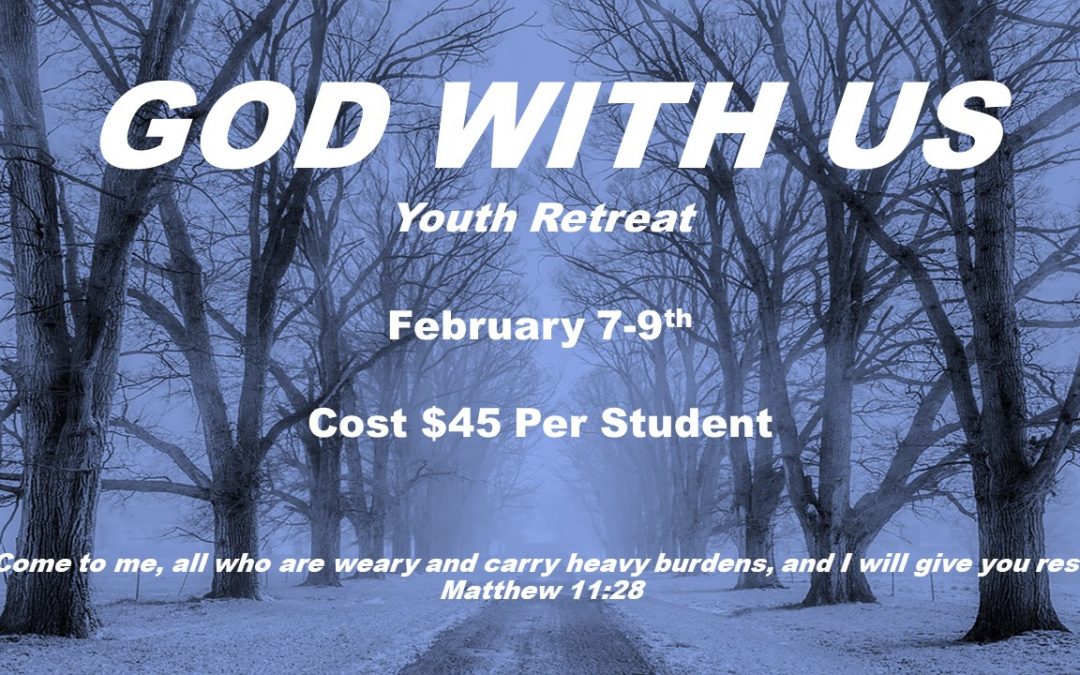 GOD WITH US
Youth Retreat
February 7-9th
Cost $45 Per Student
Come to me, all who are weary and carry heavy burdens, and I will give you res
Matthew 11:28